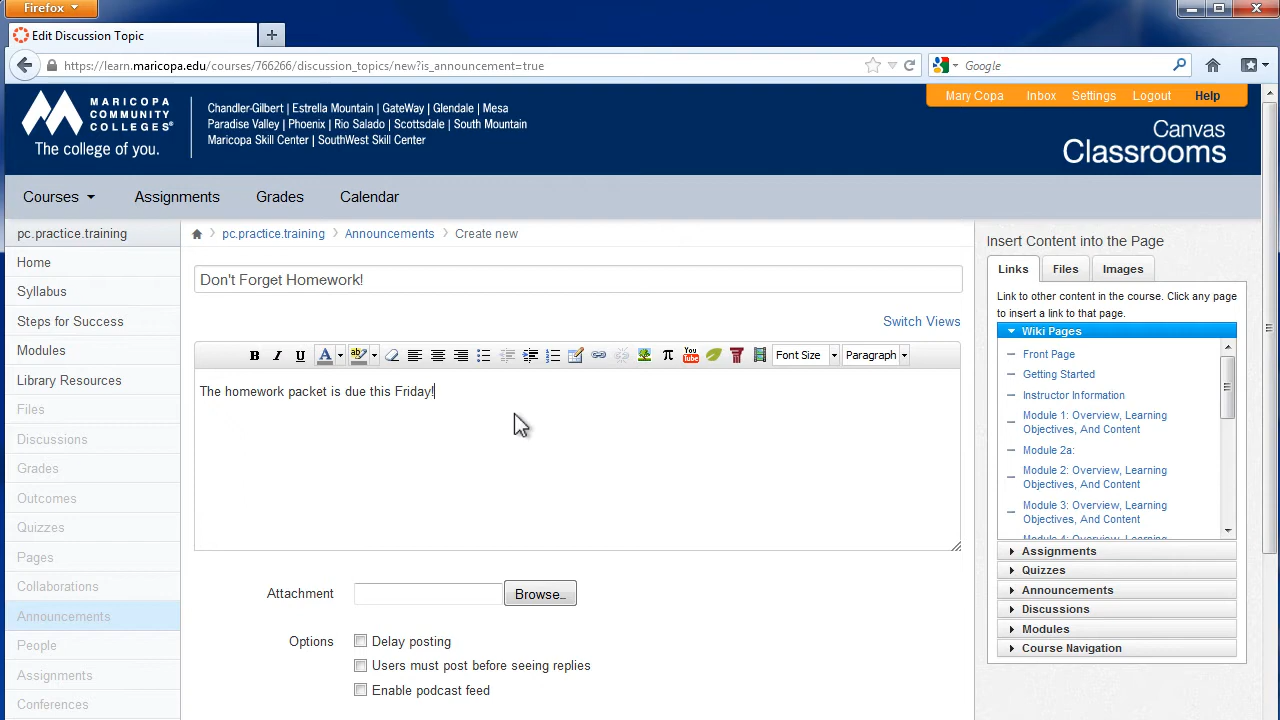 Firefox
Edit Discussion Topic
https://learn.maricopa.edu/courses/766266/discussion_topics/new?is_announcement=true
Google
MARICOPA
COMMUNITY
COLLEGES®
The college of you.
Chandler-Gilbert | Estrella Mountain | GateWay | Glendale | Mesa
Paradise Valley | Phoenix | Rio Salado | Scottsdale | South Mountain
Maricopa Skill Center | SouthWest Skill Center
Mary Copa Inbox Settings Logout Help
Canvas
Classrooms
Courses Assignments Grades Calendar
pc.practice.training
Home
Syllabus
Steps for Success
Modules
Library Resources
Files
Discussions
Grades
Outcomes
Quizzes
Pages
Collaborations
Announcements
People
Assignments
Conferences
pc.practice.training Announcements Create new
Don't Forget Homework!
Switch Views
B I U A ab You Tube π Font Size Paragraph
The homework packet is due this Friday!
Attachment Browse...
Options Delay posting
Users must post before seeing replies
Enable podcast feed
Insert Content into the Page
Links Files Images
Link to other content in the course. Click any page
to insert a link to that page.
Wiki Pages
Front Page
Getting Started
Instructor Information
Module 1: Overview, Learning
Objectives, And Content
Module 2a:
Module 2: Overview, Learning
Objectives, And Content
Module 3: Overview, Learning
Objectives, And Content
Module 4: Overview, Learning
Assignments
Quizzes
Announcements
Discussions
Modules
Course Navigation